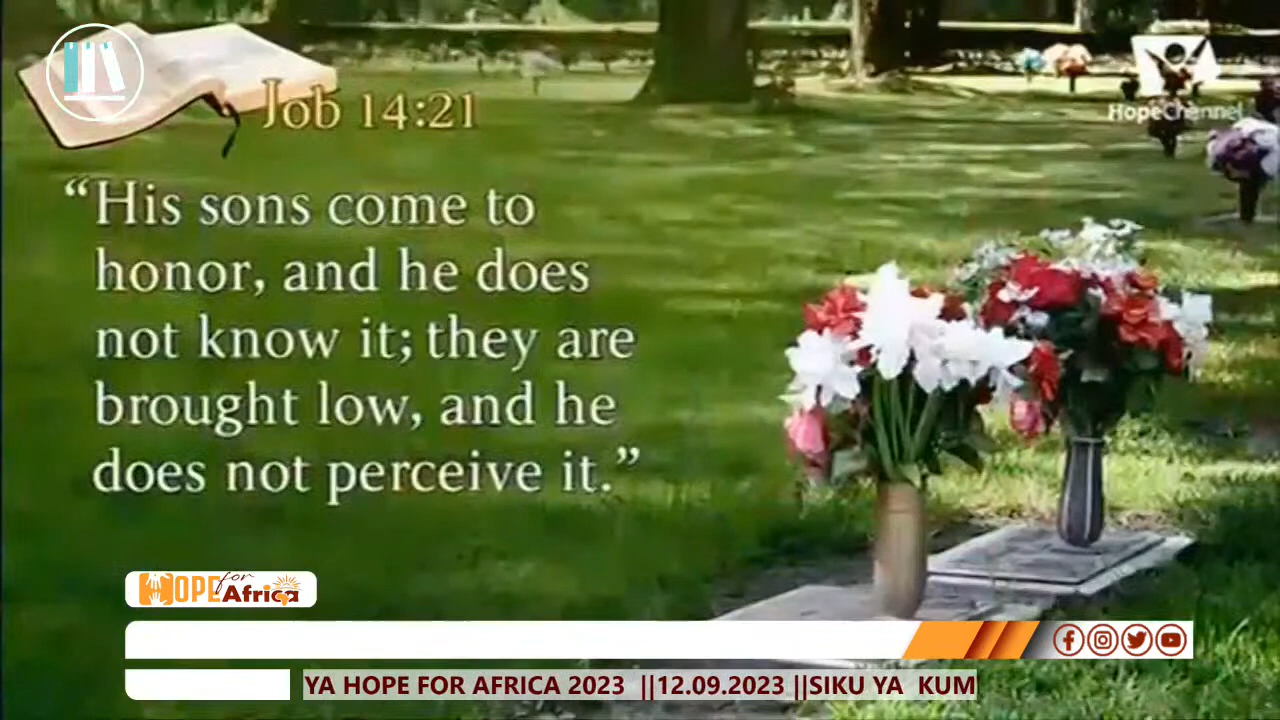 Job 14:21
HopeChannel
“His sons come to
honor, and he does
not know it; they are
brought low, and he
does not perceive it.”
HOPE for Africa
YA HOPE FOR AFRICA 2023 ||12.09.2023 ||SIKU YA KUM